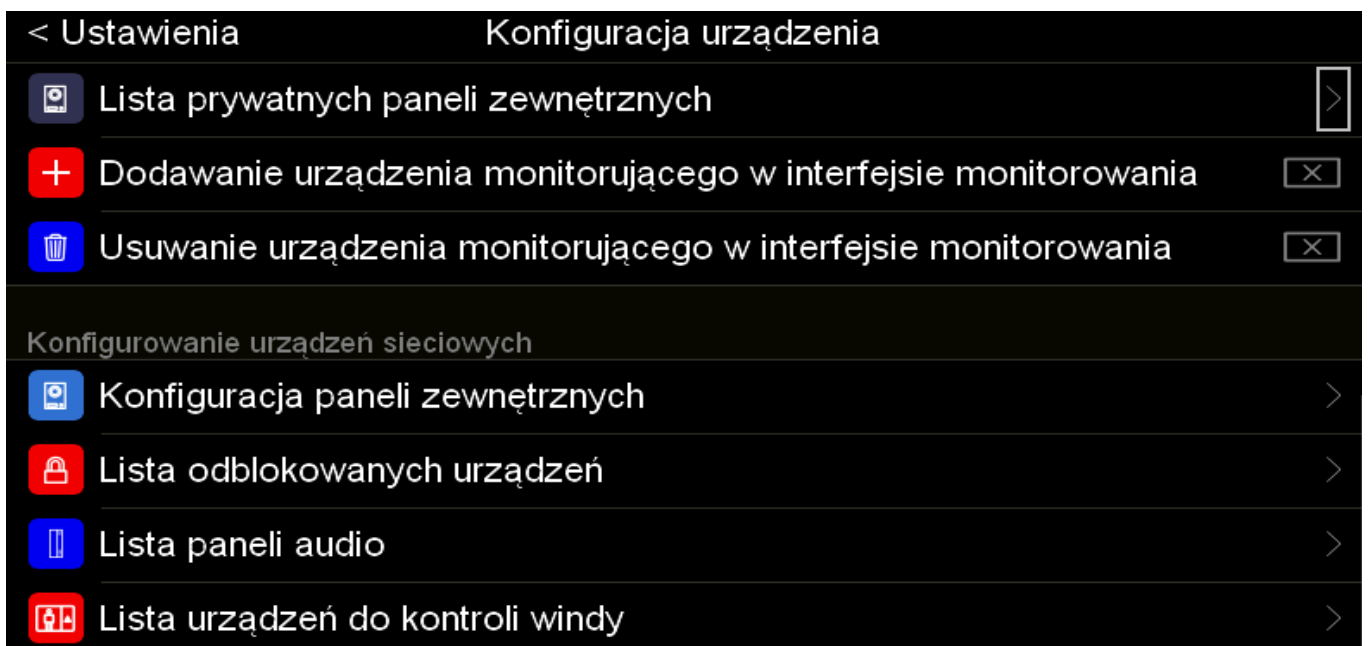 < Ustawienia Konfiguracja urządzenia
Lista prywatnych paneli zewnętrznych >
Dodawanie urządzenia monitorującego w interfejsie monitorowania
Usuwanie urządzenia monitorującego w interfejsie monitorowania
Konfigurowanie urządzeń sieciowych
Konfiguracja paneli zewnętrznych >
Lista odblokowanych urządzeń >
Lista paneli audio >
Lista urządzeń do kontroli windy >